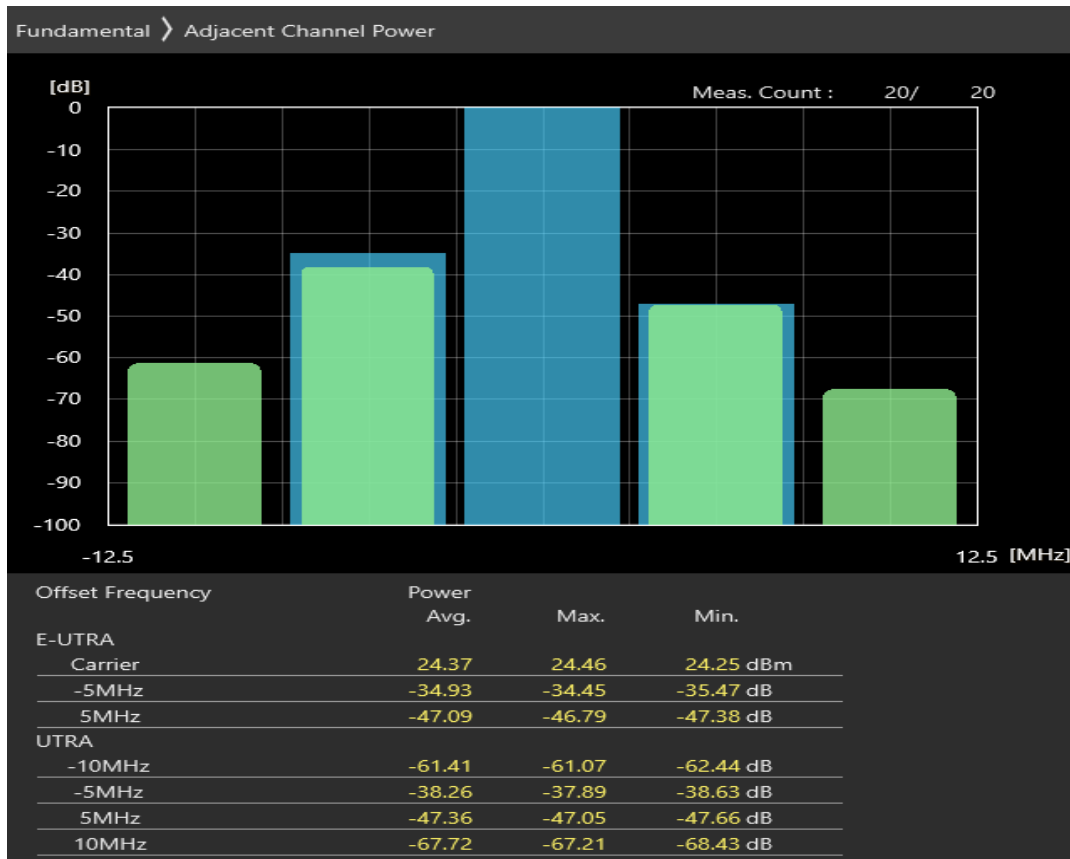 Fundamental 〉 Adjacent Channel Power
[dB]
Meas. Count : 20/ 20
0
-10
-20
-30
-40
-50
-60
-70
-80
-90
-100
-12.5 12.5 [MHz]
Offset Frequency Power
Avg. Max. Min.
E-UTRA
Carrier 24.37 24.46 24.25 dBm
-5MHz -34.93 -34.45 -35.47 dB
5MHz -47.09 -46.79 -47.38 dB
UTRA
-10MHz -61.41 -61.07 -62.44 dB
-5MHz -38.26 -37.89 -38.63 dB
5MHz -47.36 -47.05 -47.66 dB
10MHz -67.72 -67.21 -68.43 dB